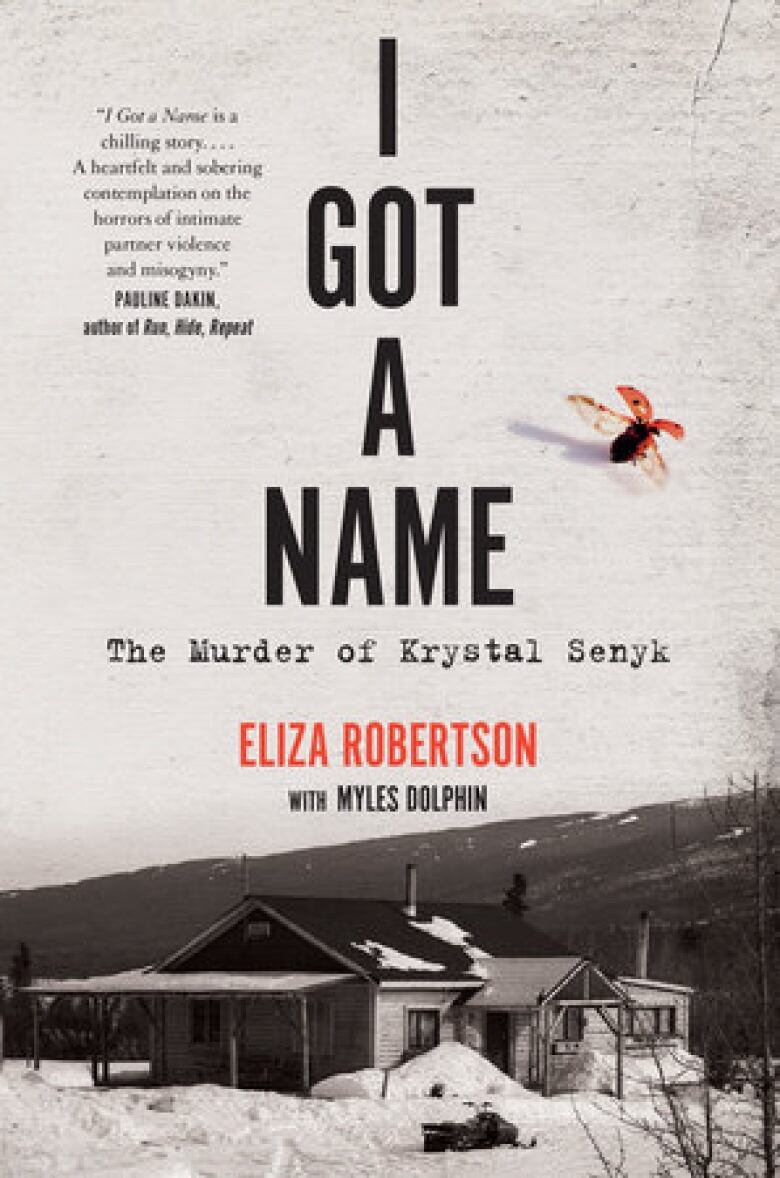 "I Got a Name is a
chilling story. . . .
A heartfelt and sobering
contemplation on the
horrors of intimate
partner violence
and misogyny."
PAULINE DAKIN,
author of Run, Hide, Repeat
I
GOT
A
NAME
The Murder of Krystal Senyk
ELIZA ROBERTSON
WITH MYLES DOLPHIN